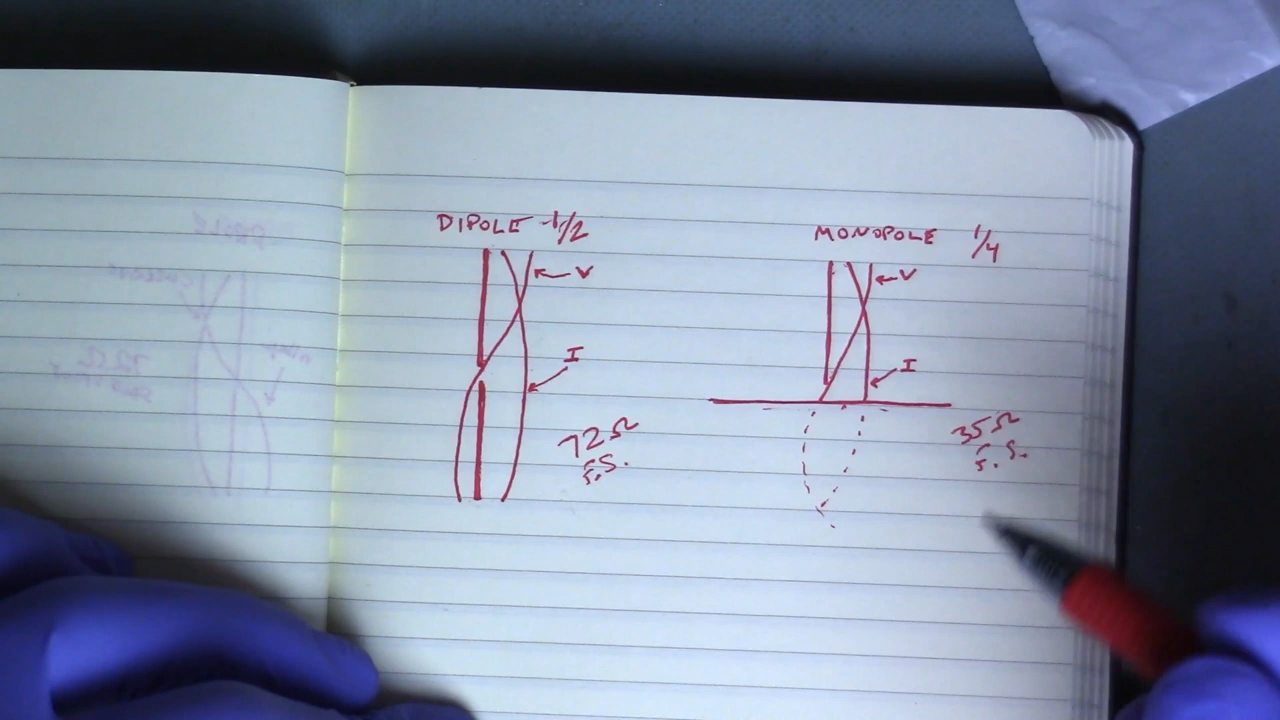 DIPOLE 1/2
V
I
72Ω
F.S.
MONOPOLE 1/4
V
I
35Ω
F.S.